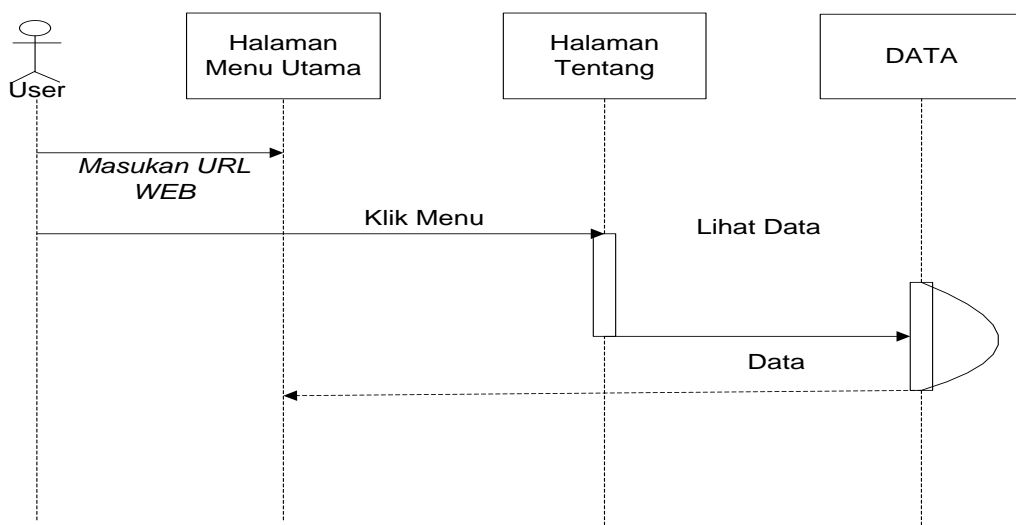 User
Halaman
Menu Utama
Halaman
Tentang
DATA
Masukan URL
WEB
Klik Menu
Lihat Data
Data